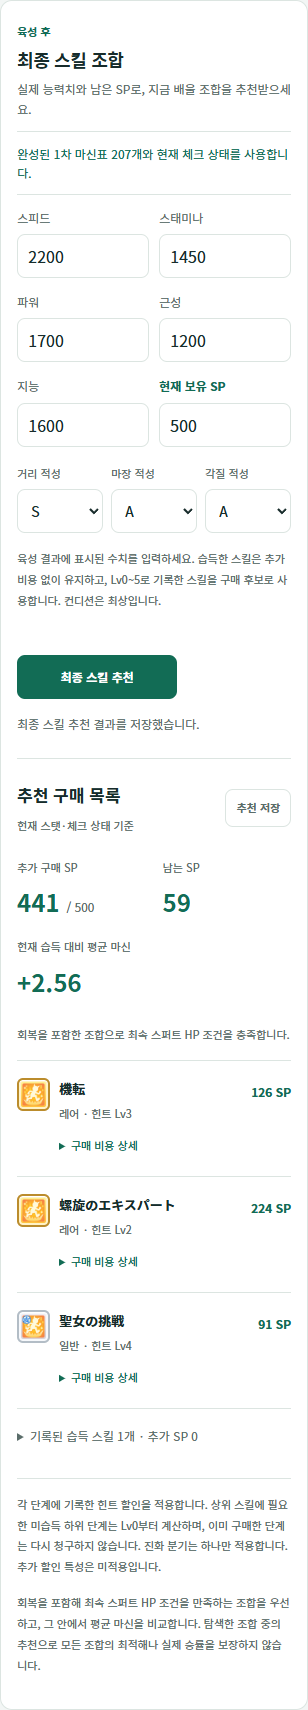 육성 후
최종 스킬 조합
실제 능력치와 남은 SP로, 지금 배울 조합을 추천받으세
요.
완성된 1차 마신표 207개와 현재 체크 상태를 사용합니
다.
스피드 스태미나
2200 1450
파워 근성
1700 1200
지능 현재 보유 SP
1600 500
거리 적성 마장 적성 각질 적성
S A A
육성 결과에 표시된 수치를 입력하세요. 습득한 스킬은 추가
비용 없이 유지하고, Lv0~5로 기록한 스킬을 구매 후보로 사
용합니다. 컨디션은 최상입니다.
최종 스킬 추천
최종 스킬 추천 결과를 저장했습니다.
추천 구매 목록
추천 저장
현재 스탯·체크 상태 기준
추가 구매 SP 남는 SP
441 / 500 59
현재 습득 대비 평균 마신
+2.56
회복을 포함한 조합으로 최속 스퍼트 HP 조건을 충족합니다.
機転 126 SP
레어 · 힌트 Lv3
▶ 구매 비용 상세
螺旋のエキスパート 224 SP
레어 · 힌트 Lv2
▶ 구매 비용 상세
聖女の挑戦 91 SP
일반 · 힌트 Lv4
▶ 구매 비용 상세
▶ 기록된 습득 스킬 1개 · 추가 SP 0
각 단계에 기록한 힌트 할인을 적용합니다. 상위 스킬에 필요
한 미습득 하위 단계는 Lv0부터 계산하며, 이미 구매한 단계
는 다시 청구하지 않습니다. 진화 분기는 하나만 적용합니다.
추가 할인 특성은 미적용입니다.
회복을 포함해 최속 스퍼트 HP 조건을 만족하는 조합을 우선
하고, 그 안에서 평균 마신을 비교합니다. 탐색한 조합 중의
추천으로 모든 조합의 최적해나 실제 승률을 보장하지 않습
니다.